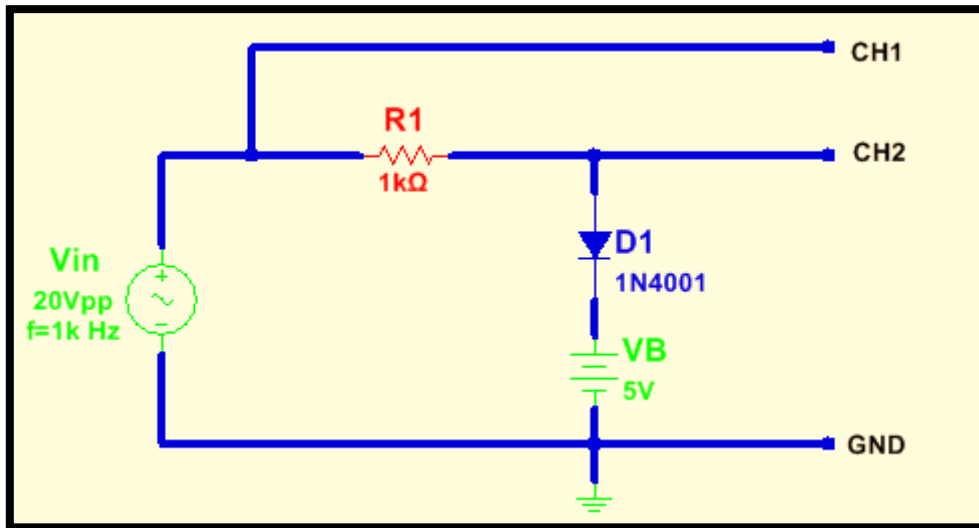 CH1
R1
CH2
1kΩ
D1
Vin
1N4001
20Vpp
f=1k Hz
VB
5V
GND